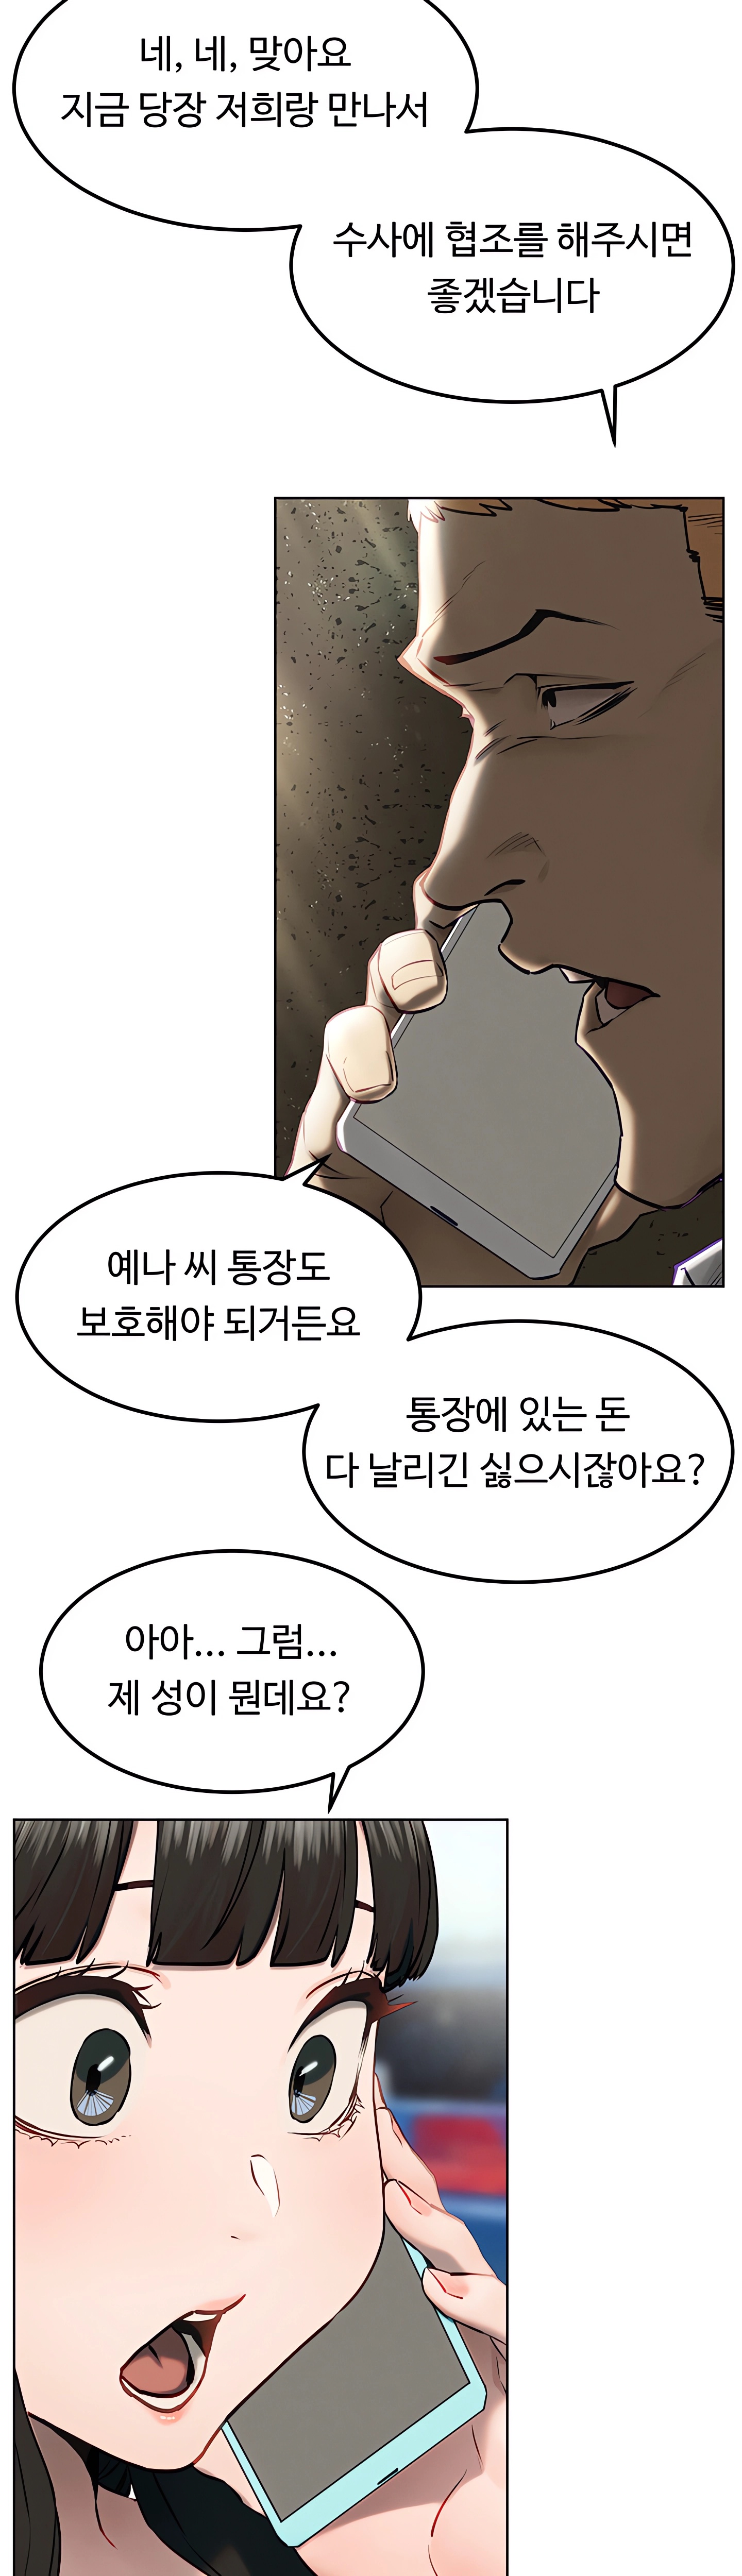 네, 네, 맞아요
지금 당장 저희랑 만나서
수사에 협조를 해주시면
좋겠습니다
예나 씨 통장도
보호해야 되거든요
통장에 있는 돈
다 날리긴 싫으시잖아요?
아아... 그럼...
제 성이 뭔데요?